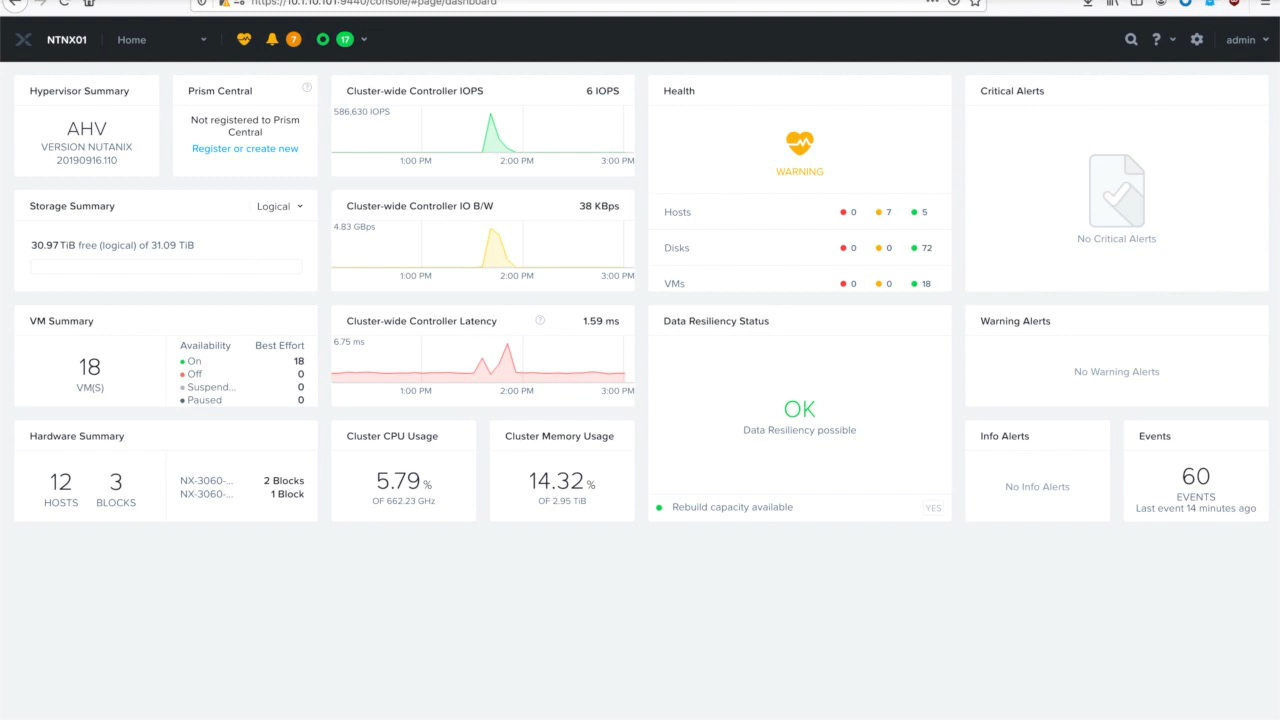 https://10.1.10.101:9440/console/#page/dashboard
NTNX01 Home 7 17 ? admin
Hypervisor Summary
AHV
VERSION NUTANIX
20190916.110
Prism Central ?
Not registered to Prism
Central
Register or create new
Storage Summary Logical
30.97 TiB free (logical) of 31.09 TiB
VM Summary
18
VM(S)
Availability Best Effort
On 18
Off 0
Suspend... 0
Paused 0
Hardware Summary
12 3
HOSTS BLOCKS
NX-3060-... 2 Blocks
NX-3060-... 1 Block
Cluster-wide Controller IOPS 6 IOPS
586,630 IOPS
1:00 PM 2:00 PM 3:00 PM
Cluster-wide Controller IO B/W 38 KBps
4.83 GBps
1:00 PM 2:00 PM 3:00 PM
Cluster-wide Controller Latency ? 1.59 ms
6.75 ms
1:00 PM 2:00 PM 3:00 PM
Cluster CPU Usage
5.79 %
OF 662.23 GHz
Cluster Memory Usage
14.32 %
OF 2.95 TiB
Health
WARNING
Hosts 0 7 5
Disks 0 0 72
VMs 0 0 18
Data Resiliency Status
OK
Data Resiliency possible
Rebuild capacity available YES
Critical Alerts
No Critical Alerts
Warning Alerts
No Warning Alerts
Info Alerts
No Info Alerts
Events
60
EVENTS
Last event 14 minutes ago